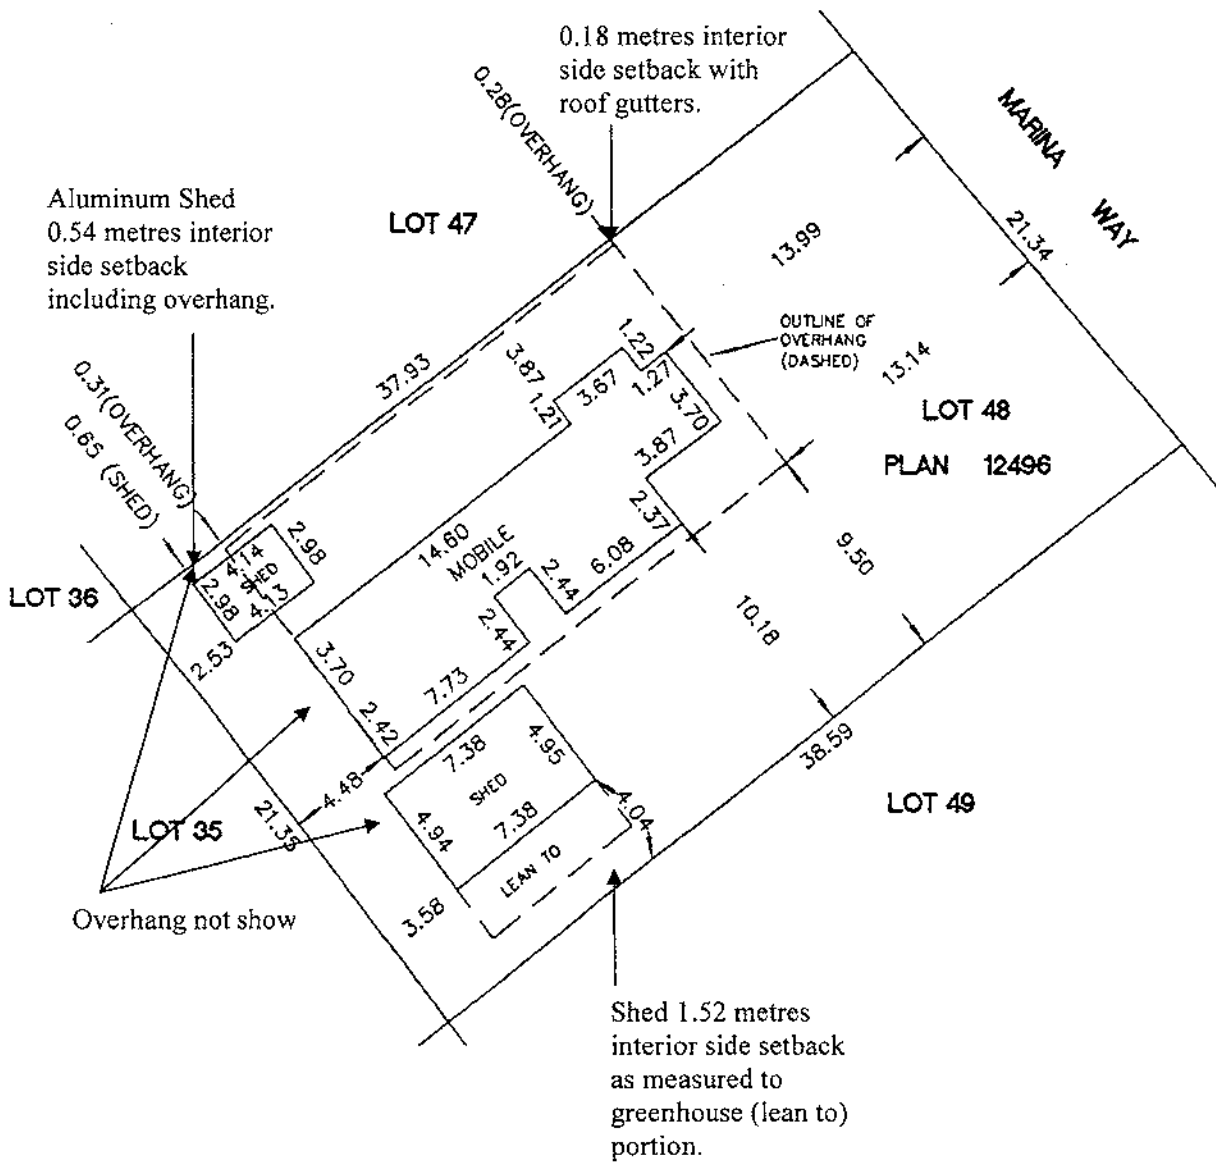 0.18 metres interior
side setback with
roof gutters.
0.28(OVERHANG)
MARINA
WAY
21.34
Aluminum Shed
0.54 metres interior
side setback
including overhang.
LOT 47
13.99
OUTLINE OF
OVERHANG
(DASHED)
13.14
LOT 48
PLAN 12496
0.31(OVERHANG)
0.65 (SHED)
37.93
3.87
1.21
3.67
1.22
1.27
3.70
3.87
2.37
14.60
MOBILE
1.92
2.44
6.08
9.50
10.18
LOT 36
4.14
SHED
4.13
2.98
2.98
2.53
3.70
2.42
7.73
2.44
4.48
21.35
LOT 35
7.38
4.95
SHED
7.38
4.94
LEAN TO
4.04
3.58
38.59
LOT 49
Overhang not show
Shed 1.52 metres
interior side setback
as measured to
greenhouse (lean to)
portion.